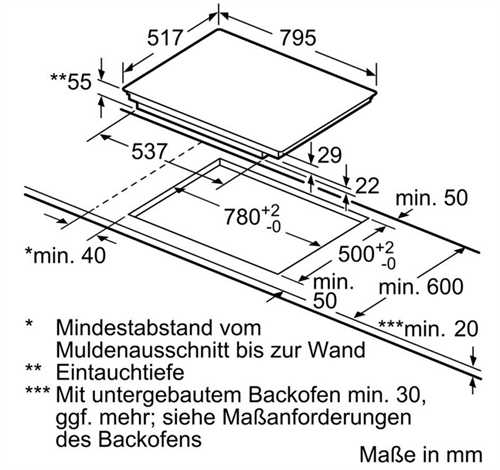 517
795
**55
29
537
22
min. 50
780+2-0
*min. 40
500+2-0
min. 50
min. 600
***min. 20
* Mindestabstand vom
Muldenausschnitt bis zur Wand
** Eintauchtiefe
*** Mit untergebautem Backofen min. 30,
ggf. mehr; siehe Maßanforderungen
des Backofens
Maße in mm